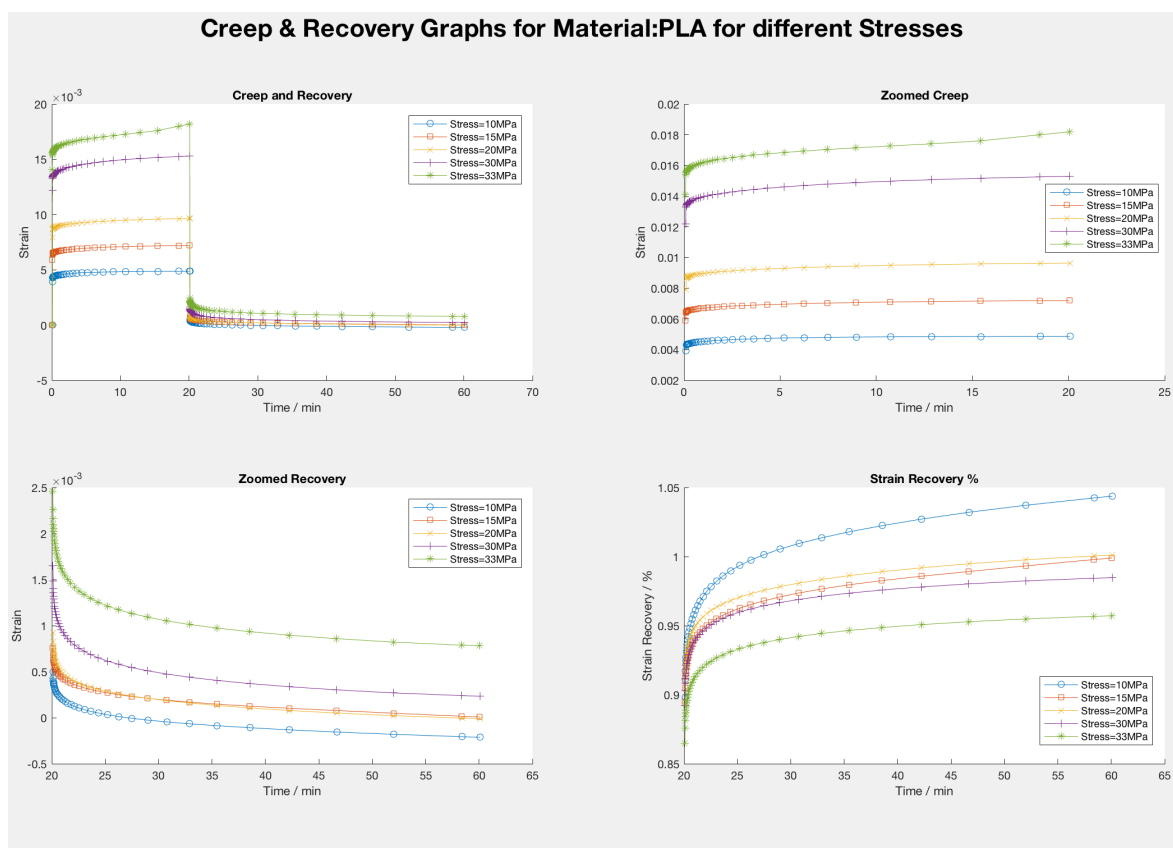 Creep & Recovery Graphs for Material:PLA for different Stresses
Creep and Recovery
×10-3
20
15
10
5
0
-5
Strain
0
10
20
30
40
50
60
70
Time / min
Stress=10MPa
Stress=15MPa
Stress=20MPa
Stress=30MPa
Stress=33MPa
Zoomed Creep
0.02
0.018
0.016
0.014
0.012
0.01
0.008
0.006
0.004
0.002
Strain
0
5
10
15
20
25
Time / min
Stress=10MPa
Stress=15MPa
Stress=20MPa
Stress=30MPa
Stress=33MPa
Zoomed Recovery
×10-3
2.5
2
1.5
1
0.5
0
-0.5
Strain
20
25
30
35
40
45
50
55
60
65
Time / min
Stress=10MPa
Stress=15MPa
Stress=20MPa
Stress=30MPa
Stress=33MPa
Strain Recovery %
1.05
1
0.95
0.9
0.85
Strain Recovery / %
20
25
30
35
40
45
50
55
60
65
Time / min
Stress=10MPa
Stress=15MPa
Stress=20MPa
Stress=30MPa
Stress=33MPa